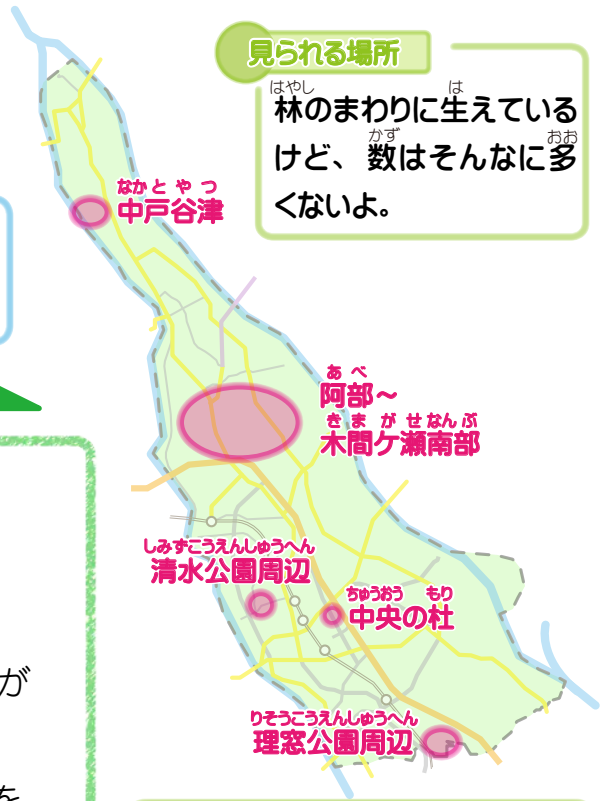 見られる場所
はやし は
林のまわりに生えている
かず おお
けど、数はそんなに多
くないよ。
なか と や つ
中戸谷津
あ べ
阿部～
き ま が せ なん ぶ
木間ケ瀬南部
しみずこうえんしゅうへん
清水公園周辺
ちゅうおう もり
中央の杜
りそうこうえんしゅうへん
理窓公園周辺
が
を